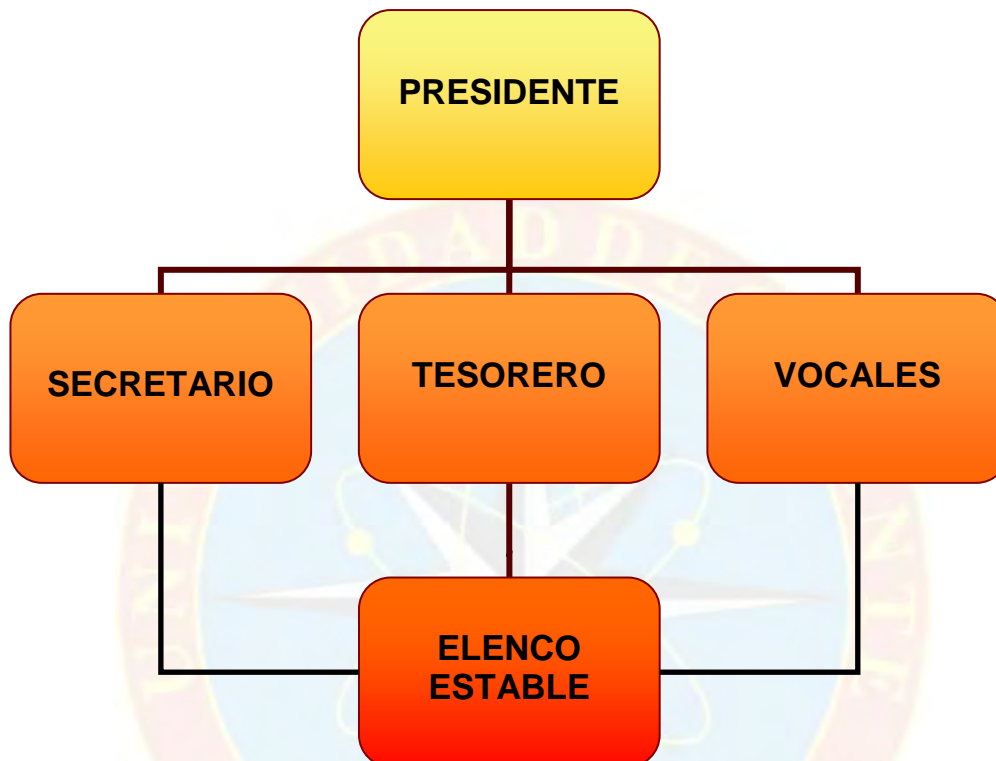 PRESIDENTE
SECRETARIO
TESORERO
VOCALES
ELENCO
ESTABLE